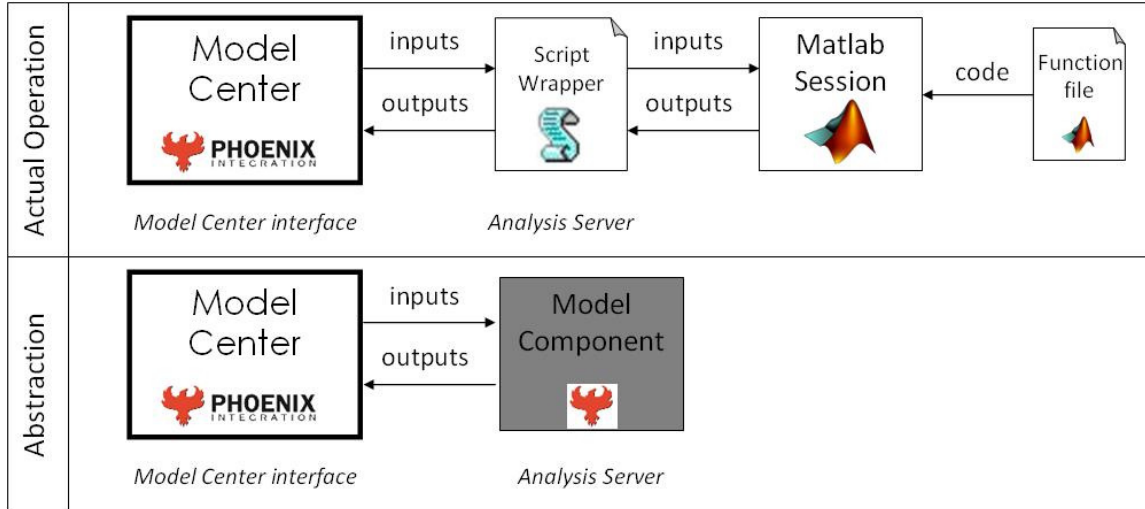 Actual Operation
Model
Center
PHOENIX
INTEGRATION
Model Center interface
inputs
outputs
Script
Wrapper
Analysis Server
inputs
outputs
Matlab
Session
code
Function
file
Abstraction
Model
Center
PHOENIX
INTEGRATION
Model Center interface
inputs
outputs
Model
Component
Analysis Server